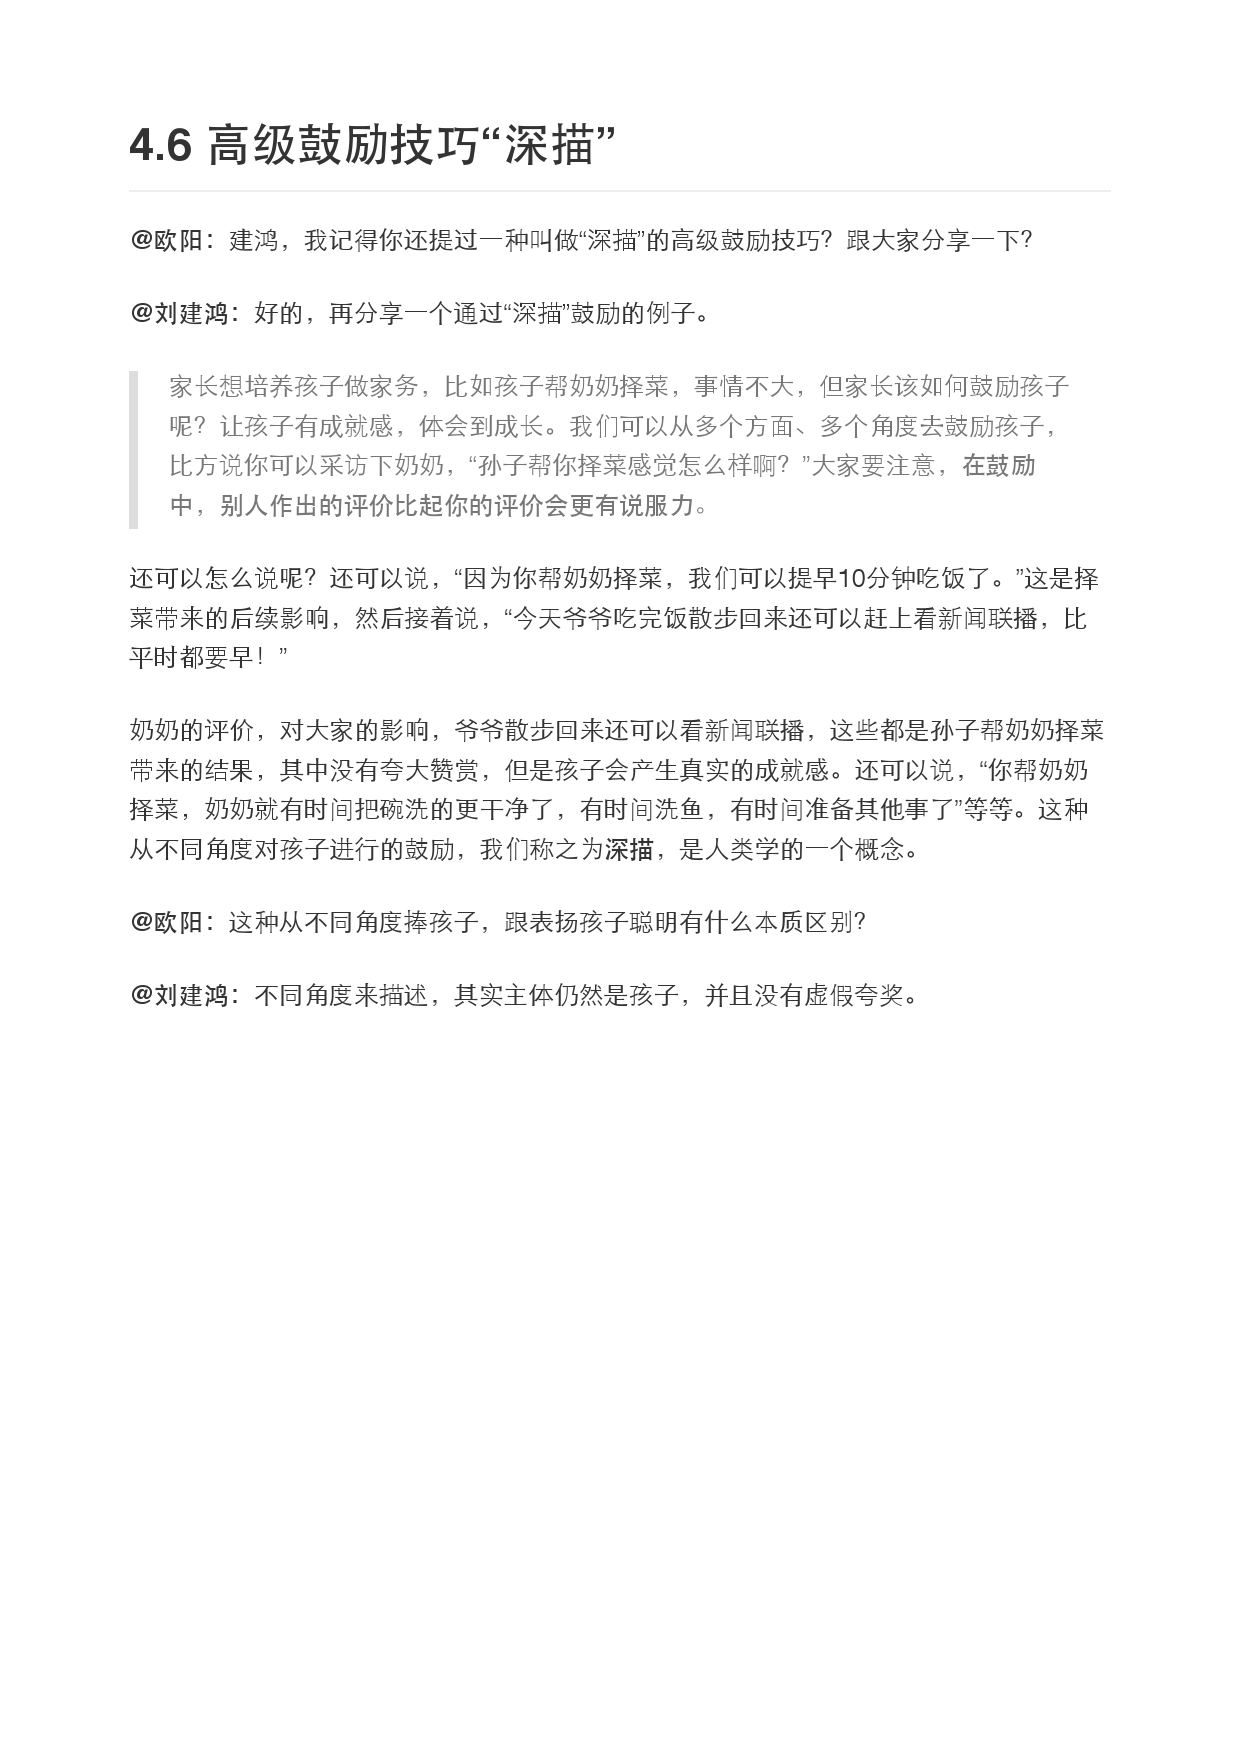 4.6 高级鼓励技巧“深描”
@欧阳：建鸿，我记得你还提过一种叫做“深描”的高级鼓励技巧？跟大家分享一下？
@刘建鸿：好的，再分享一个通过“深描”鼓励的例子。
家长想培养孩子做家务，比如孩子帮奶奶择菜，事情不大，但家长该如何鼓励孩子
呢？让孩子有成就感，体会到成长。我们可以从多个方面、多个角度去鼓励孩子，
比方说你可以采访下奶奶，“孙子帮你择菜感觉怎么样啊？”大家要注意，在鼓励
中，别人作出的评价比起你的评价会更有说服力。
还可以怎么说呢？还可以说，“因为你帮奶奶择菜，我们可以提早10分钟吃饭了。”这是择
菜带来的后续影响，然后接着说，“今天爷爷吃完饭散步回来还可以赶上看新闻联播，比
平时都要早！”
奶奶的评价，对大家的影响，爷爷散步回来还可以看新闻联播，这些都是孙子帮奶奶择菜
带来的结果，其中没有夸大赞赏，但是孩子会产生真实的成就感。还可以说，“你帮奶奶
择菜，奶奶就有时间把碗洗的更干净了，有时间洗鱼，有时间准备其他事了”等等。这种
从不同角度对孩子进行的鼓励，我们称之为深描，是人类学的一个概念。
@欧阳：这种从不同角度捧孩子，跟表扬孩子聪明有什么本质区别？
@刘建鸿：不同角度来描述，其实主体仍然是孩子，并且没有虚假夸奖。